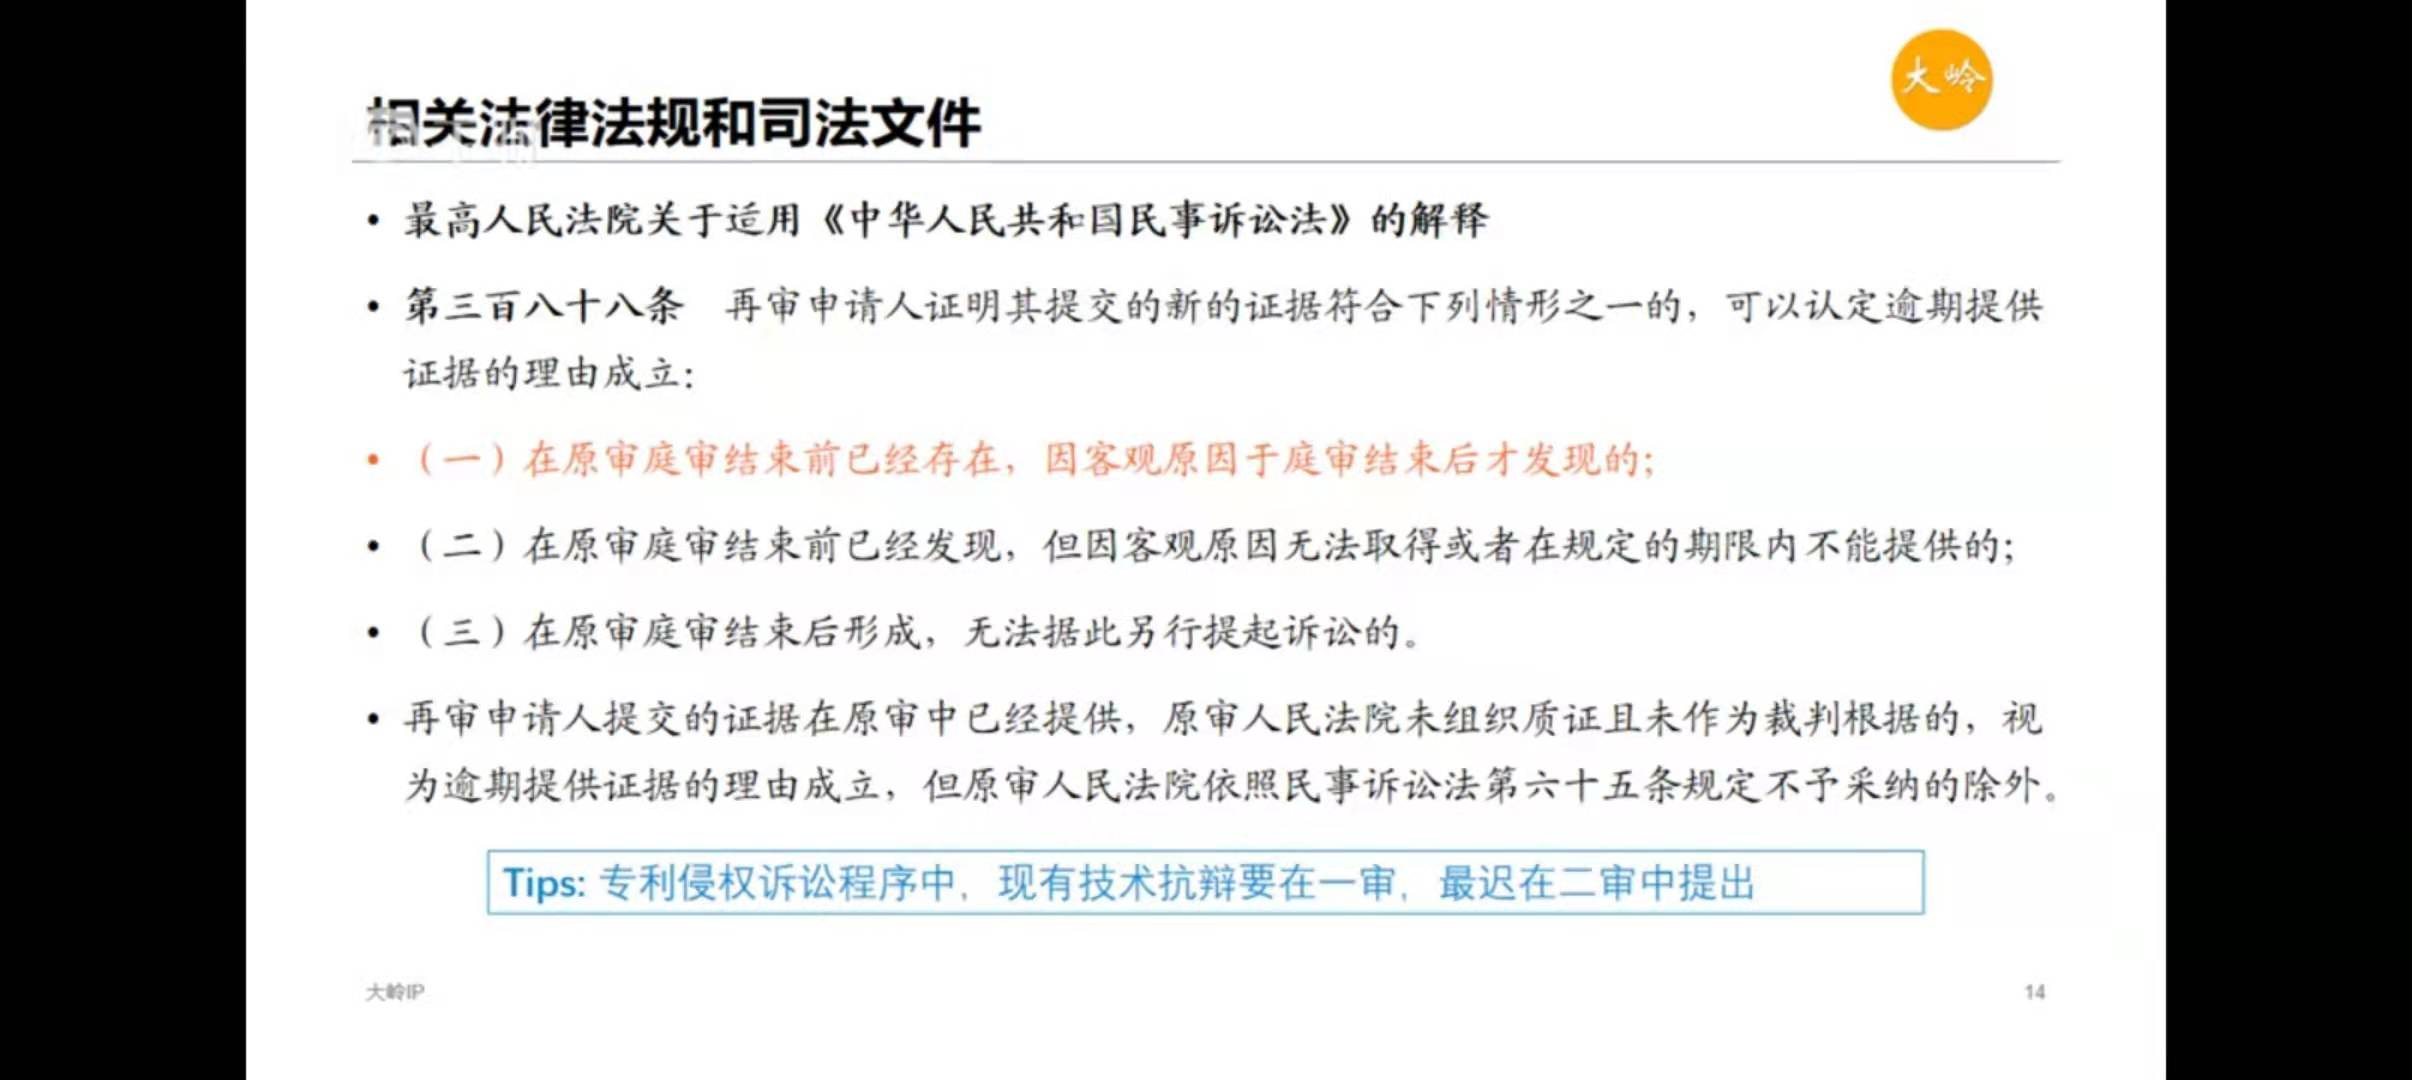 大岭
相关法律法规和司法文件
• 最高人民法院关于适用《中华人民共和国民事诉讼法》的解释
• 第三百八十八条 再审申请人证明其提交的新的证据符合下列情形之一的，可以认定逾期提供
证据的理由成立：
• （一）在原审庭审结束前已经存在，因客观原因于庭审结束后才发现的；
• （二）在原审庭审结束前已经发现，但因客观原因无法取得或者在规定的期限内不能提供的；
• （三）在原审庭审结束后形成，无法据此另行提起诉讼的。
• 再审申请人提交的证据在原审中已经提供，原审人民法院未组织质证且未作为裁判根据的，视
为逾期提供证据的理由成立，但原审人民法院依照民事诉讼法第六十五条规定不予采纳的除外。
Tips: 专利侵权诉讼程序中，现有技术抗辩要在一审，最迟在二审中提出
大岭IP
14